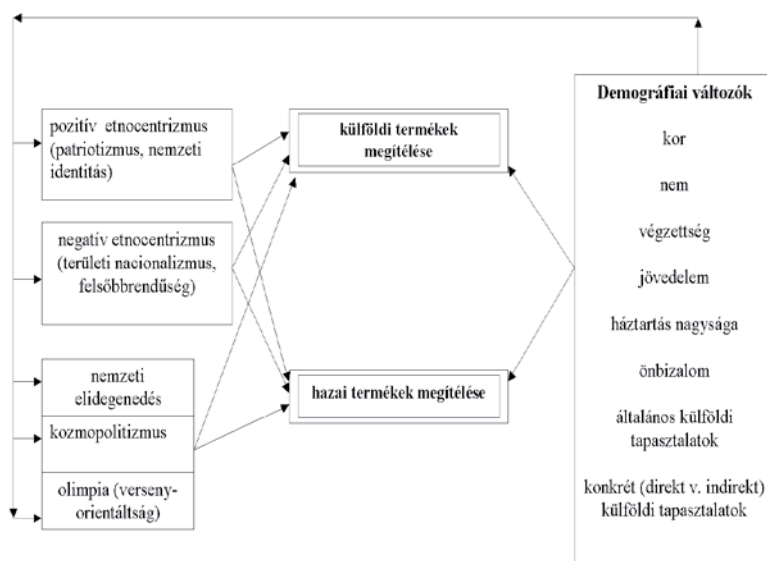 pozitív etnocentrizmus
(patriotizmus, nemzeti
identitás)
negatív etnocentrizmus
(területi nacionalizmus,
felsőbbrendűség)
nemzeti
elidegenedés
kozmopolitizmus
olimpia (verseny-
orientáltság)
külföldi termékek
megítélése
hazai termékek megítélése
Demográfiai változók
kor
nem
végzettség
jövedelem
háztartás nagysága
önbizalom
általános külföldi
tapasztalatok
konkrét (direkt v. indirekt)
külföldi tapasztalatok